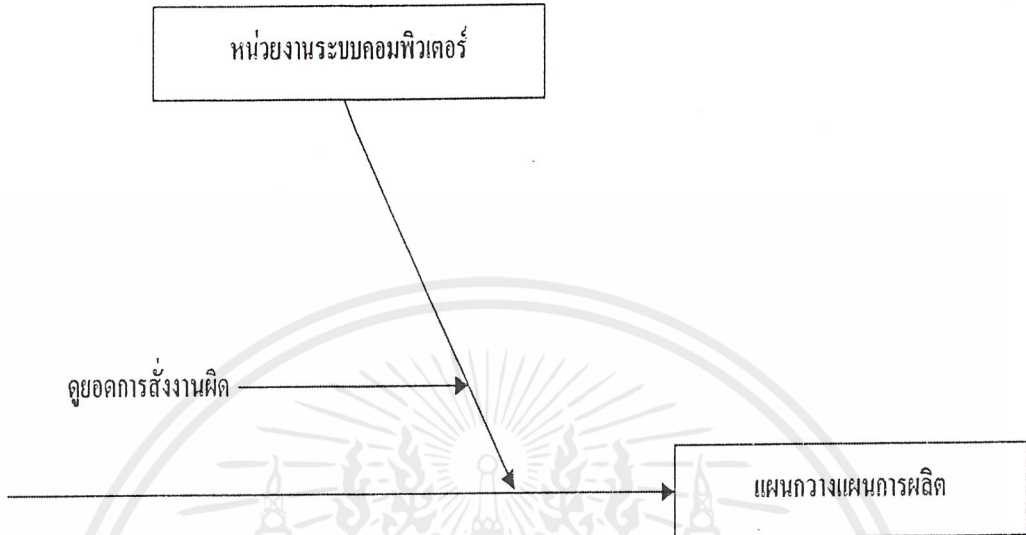 หน่วยงานระบบคอมพิวเตอร์
ดูยอดการสั่งงานผิด
แผนกวางแผนการผลิต